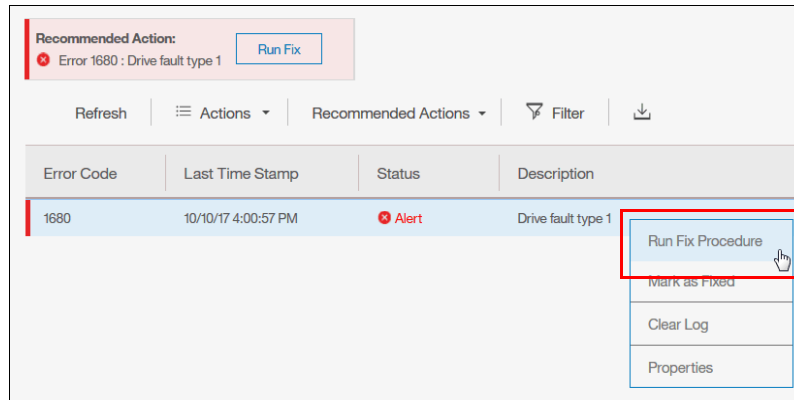 Recommended Action:
Error 1680 : Drive fault type 1
Run Fix
Refresh Actions Recommended Actions Filter
Error Code Last Time Stamp Status Description
1680 10/10/17 4:00:57 PM Alert Drive fault type 1
Run Fix Procedure
Mark as Fixed
Clear Log
Properties